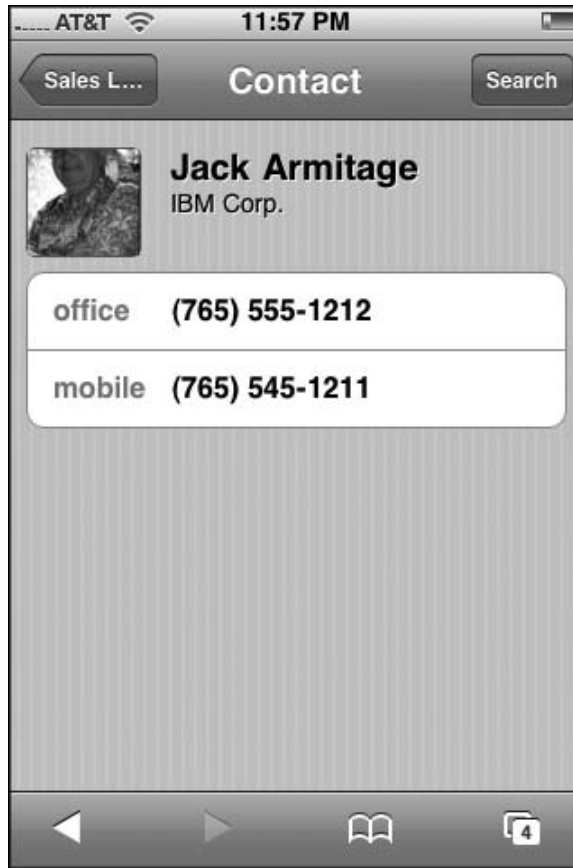 AT&T 11:57 PM
Sales L... Contact Search
Jack Armitage
IBM Corp.
office (765) 555-1212
mobile (765) 545-1211
4